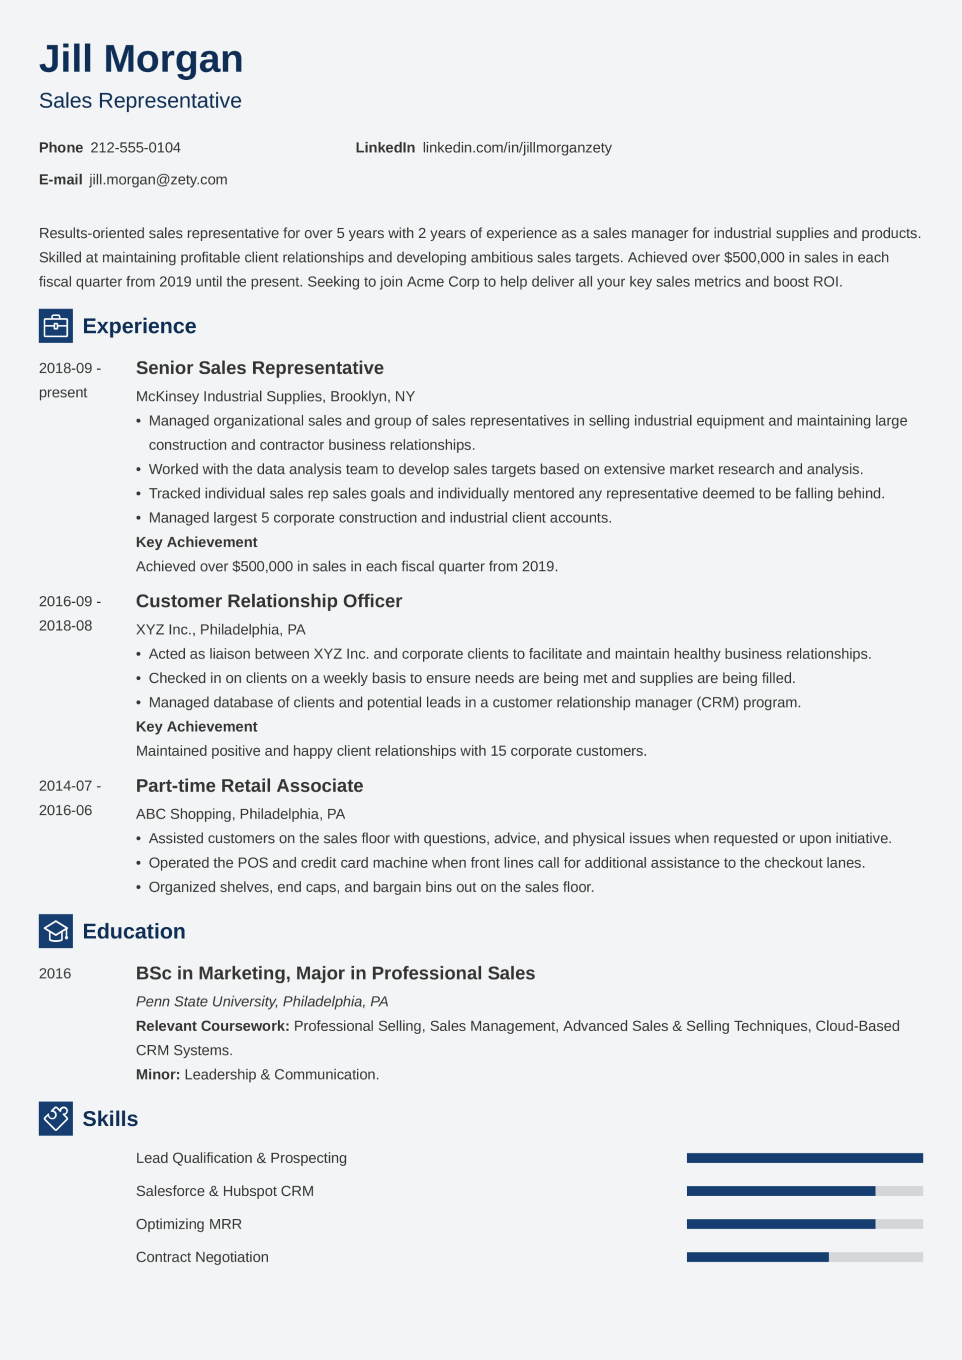 Jill Morgan
Sales Representative
Phone 212-555-0104 LinkedIn linkedin.com/in/jillmorganzety
E-mail jill.morgan@zety.com
Results-oriented sales representative for over 5 years with 2 years of experience as a sales manager for industrial supplies and products.
Skilled at maintaining profitable client relationships and developing ambitious sales targets. Achieved over $500,000 in sales in each
fiscal quarter from 2019 until the present. Seeking to join Acme Corp to help deliver all your key sales metrics and boost ROI.
Experience
2018-09 -
present
Senior Sales Representative
McKinsey Industrial Supplies, Brooklyn, NY
• Managed organizational sales and group of sales representatives in selling industrial equipment and maintaining large
construction and contractor business relationships.
• Worked with the data analysis team to develop sales targets based on extensive market research and analysis.
• Tracked individual sales rep sales goals and individually mentored any representative deemed to be falling behind.
• Managed largest 5 corporate construction and industrial client accounts.
Key Achievement
Achieved over $500,000 in sales in each fiscal quarter from 2019.
2016-09 -
2018-08
Customer Relationship Officer
XYZ Inc., Philadelphia, PA
• Acted as liaison between XYZ Inc. and corporate clients to facilitate and maintain healthy business relationships.
• Checked in on clients on a weekly basis to ensure needs are being met and supplies are being filled.
• Managed database of clients and potential leads in a customer relationship manager (CRM) program.
Key Achievement
Maintained positive and happy client relationships with 15 corporate customers.
2014-07 -
2016-06
Part-time Retail Associate
ABC Shopping, Philadelphia, PA
• Assisted customers on the sales floor with questions, advice, and physical issues when requested or upon initiative.
• Operated the POS and credit card machine when front lines call for additional assistance to the checkout lanes.
• Organized shelves, end caps, and bargain bins out on the sales floor.
Education
2016
BSc in Marketing, Major in Professional Sales
Penn State University, Philadelphia, PA
Relevant Coursework: Professional Selling, Sales Management, Advanced Sales & Selling Techniques, Cloud-Based
CRM Systems.
Minor: Leadership & Communication.
Skills
Lead Qualification & Prospecting
Salesforce & Hubspot CRM
Optimizing MRR
Contract Negotiation